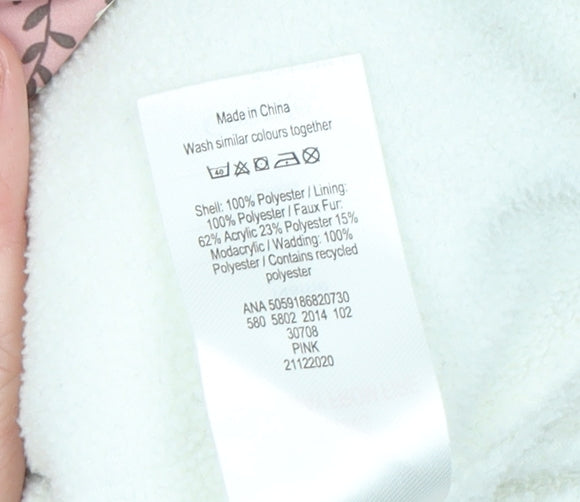 Made in China
Wash similar colours together
40
Shell: 100% Polyester / Lining:
100% Polyester / Faux Fur:
62% Acrylic 23% Polyester 15%
Modacrylic / Wadding: 100%
Polyester / Contains recycled
polyester
ANA 5059186820730
580 5802 2014 102
30708
PINK
21122020